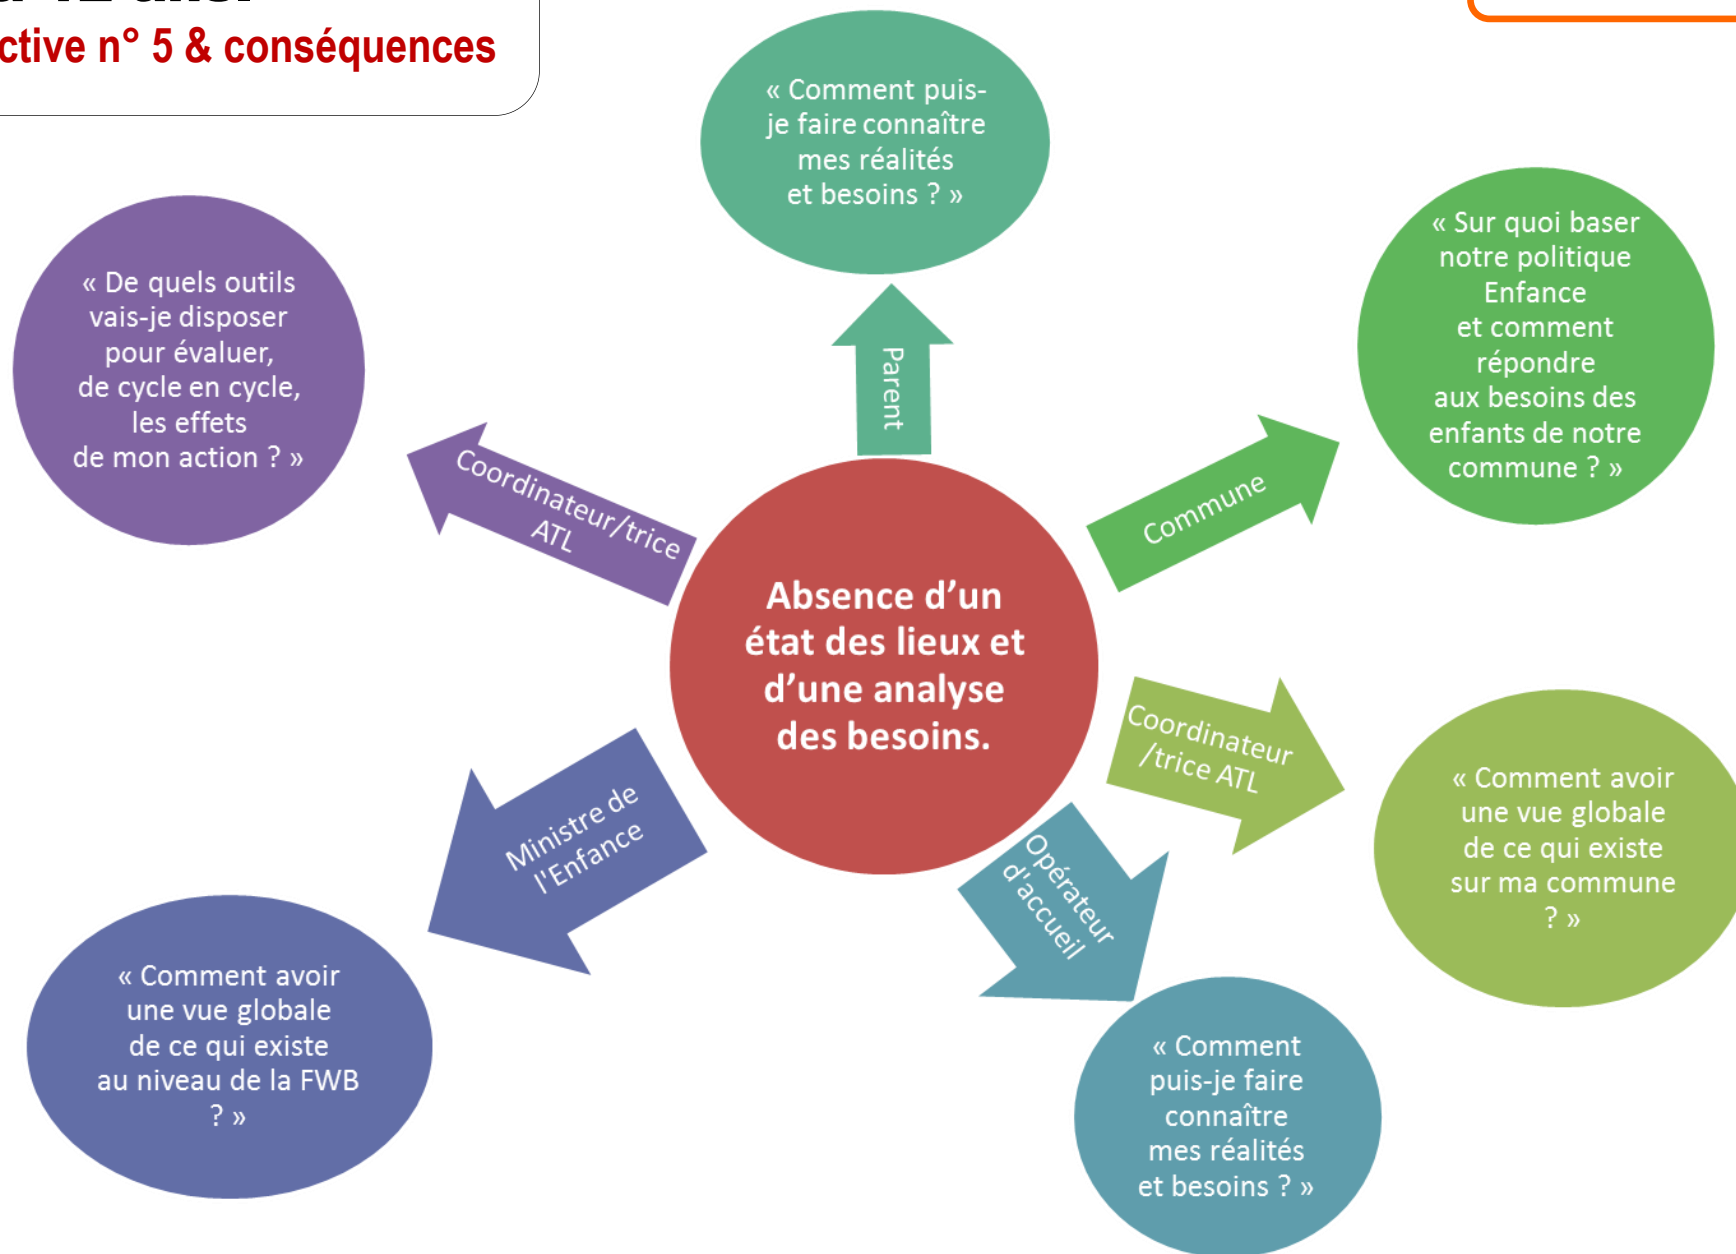 ctive n° 5 & conséquences
« Comment puis-
je faire connaître
mes réalités
et besoins ? »
Parent
« Sur quoi baser
notre politique
Enfance
et comment
répondre
aux besoins des
enfants de notre
commune ? »
Commune
« De quels outils
vais-je disposer
pour évaluer,
de cycle en cycle,
les effets
de mon action ? »
Coordinateur/trice
ATL
Absence d’un
état des lieux et
d’une analyse
des besoins.
Coordinateur
/trice ATL
« Comment avoir
une vue globale
de ce qui existe
sur ma commune
? »
Opérateur
d'accueil
« Comment
puis-je faire
connaître
mes réalités
et besoins ? »
Ministre de
l'Enfance
« Comment avoir
une vue globale
de ce qui existe
au niveau de la FWB
? »